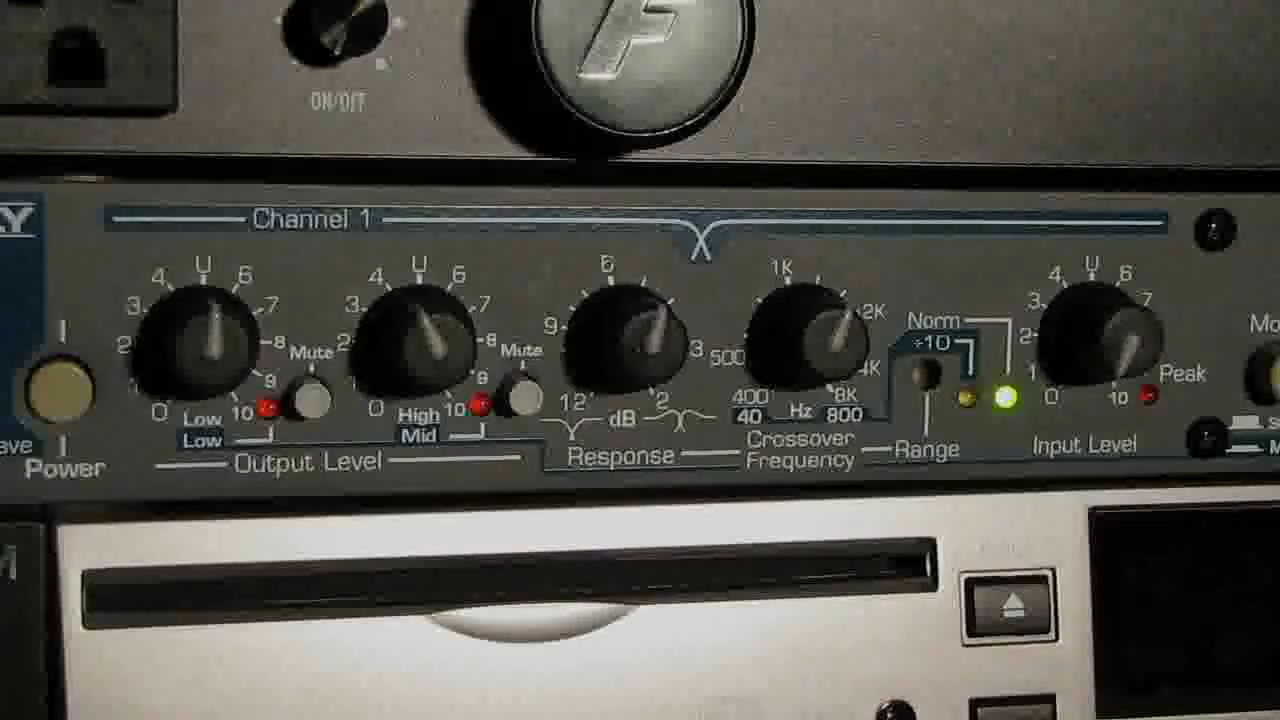 ON/OFF
F
Channel 1
4 U 6
3 7
2 8
1 9
0 10
Mute
Low
Low
4 U 6
3 7
2 8
9
0 10
Mute
High
Mid
Output Level
6
9 3
12 2
dB
Response
1K
500 2K
400 8K
40 Hz 800
Crossover
Frequency
Norm
÷10
Range
4 U 6
3 7
2
1
0 10
Peak
Input Level
Power